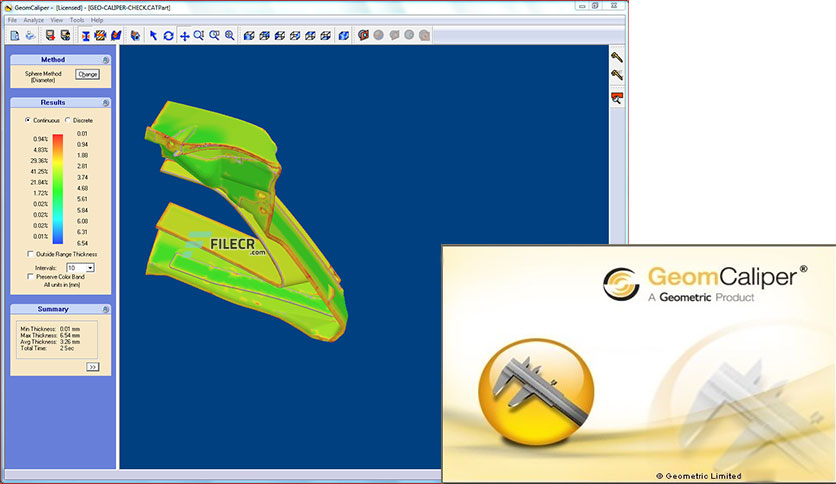 GeomCaliper - [Licensed] - [GEO-CALIPER-CHECK.CATPart]
File Analyze View Tools Help
Method
Sphere Method
(Diameter)
Change
Results
Continuous Discrete
0.01
0.94% 0.94
4.83% 1.88
29.36% 2.81
41.25% 3.74
21.84% 4.68
1.72% 5.61
0.02% 5.84
0.02% 6.08
0.02% 6.31
0.01% 6.54
Outside Range Thickness
Intervals: 10
Preserve Color Band
All units in (mm)
Summary
Min Thickness: 0.01 mm
Max Thickness: 6.54 mm
Avg Thickness: 3.26 mm
Total Time: 2 Sec
>>
FILECR
.com
GeomCaliper®
A Geometric Product
© Geometric Limited